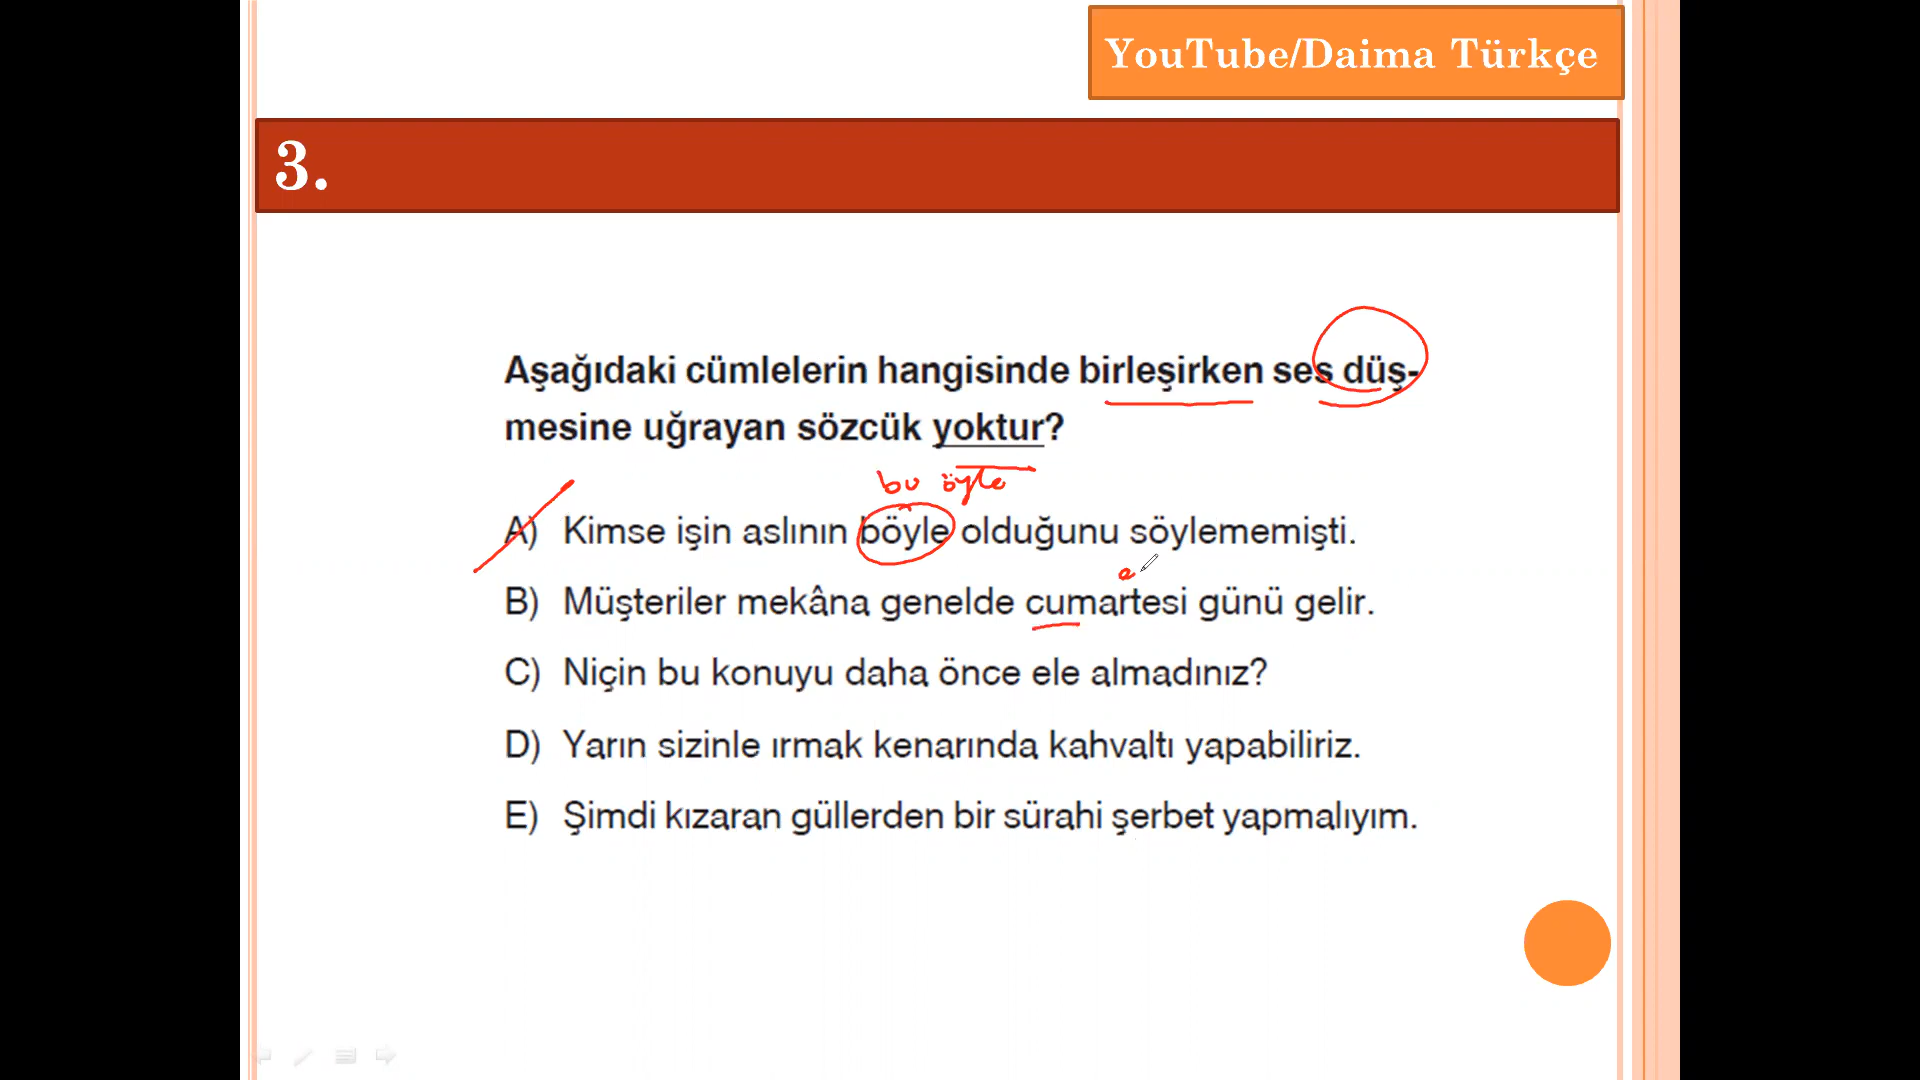 YouTube/Daima Türkçe
3.
Aşağıdaki cümlelerin hangisinde birleşirken ses düş-
mesine uğrayan sözcük yoktur?
bu öyle
A) Kimse işin aslının böyle olduğunu söylememişti.
B) Müşteriler mekâna genelde cumartesi günü gelir.
C) Niçin bu konuyu daha önce ele almadınız?
D) Yarın sizinle ırmak kenarında kahvaltı yapabiliriz.
E) Şimdi kızaran güllerden bir sürahi şerbet yapmalıyım.